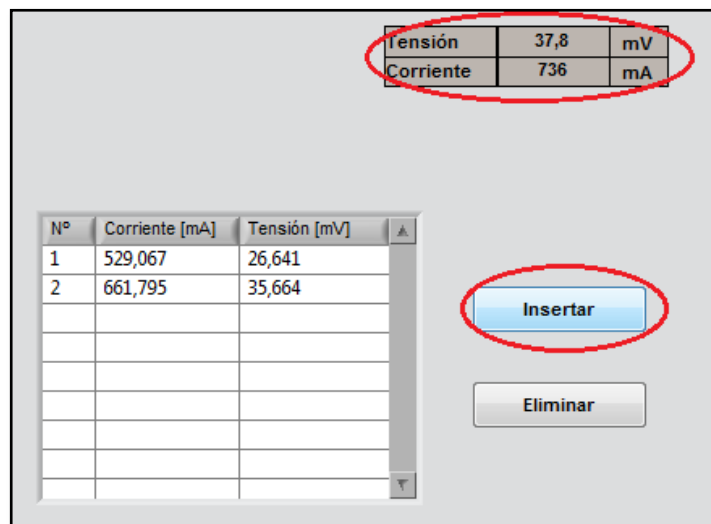 Tensión 37,8 mV
Corriente 736 mA
Nº Corriente [mA] Tensión [mV]
1 529,067 26,641
2 661,795 35,664
Insertar
Eliminar